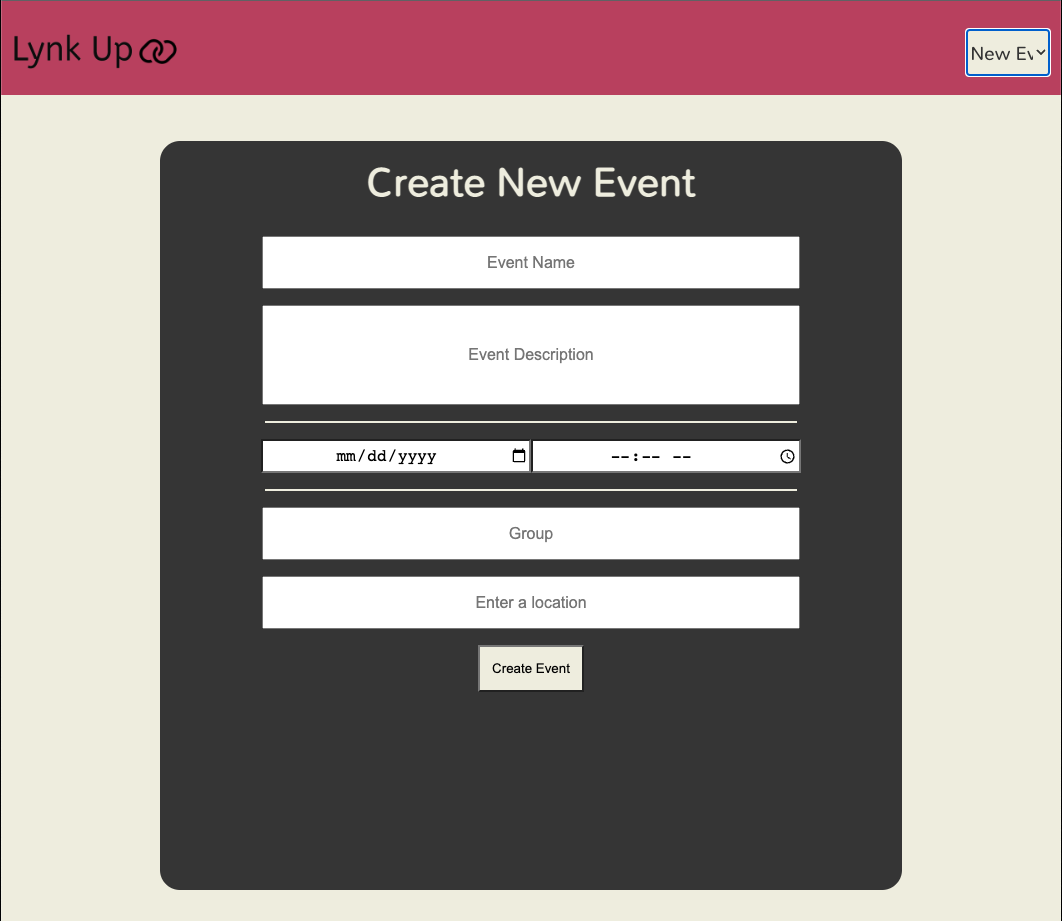 Lynk Up
New Ev
Create New Event
Event Name
Event Description
mm/dd/yyyy
--:-- --
Group
Enter a location
Create Event